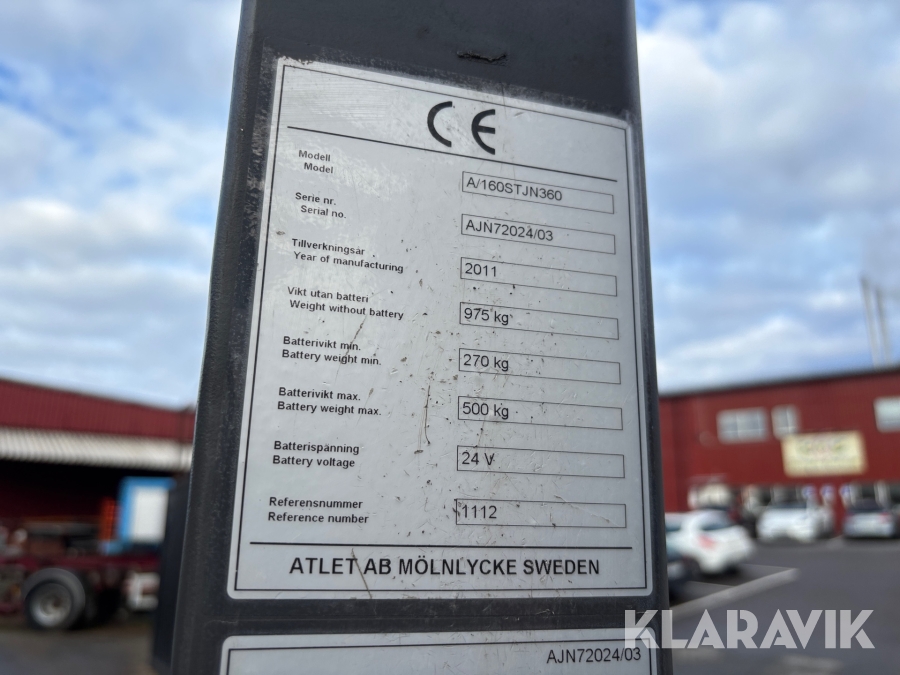 CE
Modell
Model
A/160STJN360
Serie nr.
Serial no.
AJN72024/03
Tillverkningsår
Year of manufacturing
2011
Vikt utan batteri
Weight without battery
975 kg
Batterivikt min.
Battery weight min.
270 kg
Batterivikt max.
Battery weight max.
500 kg
Batterispänning
Battery voltage
24 V
Referensnummer
Reference number
1112
ATLET AB MÖLNLYCKE SWEDEN
AJN72024/03
KLARAVIK